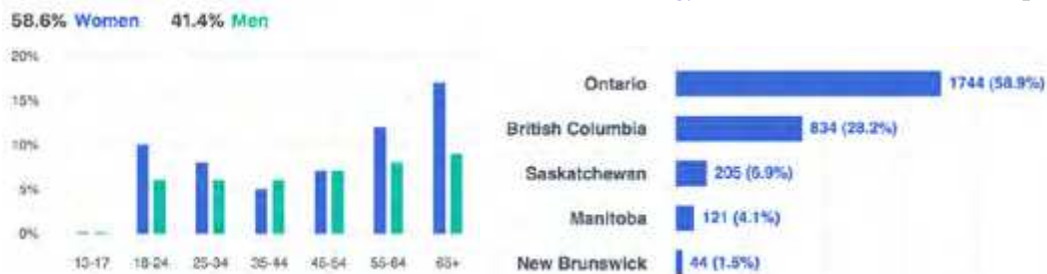 58.6% Women 41.4% Men
20%
15%
10%
5%
0%
13-17 18-24 25-34 35-44 45-54 55-64 65+
Ontario 1744 (58.9%)
British Columbia 834 (28.2%)
Saskatchewan 205 (6.9%)
Manitoba 121 (4.1%)
New Brunswick 44 (1.5%)